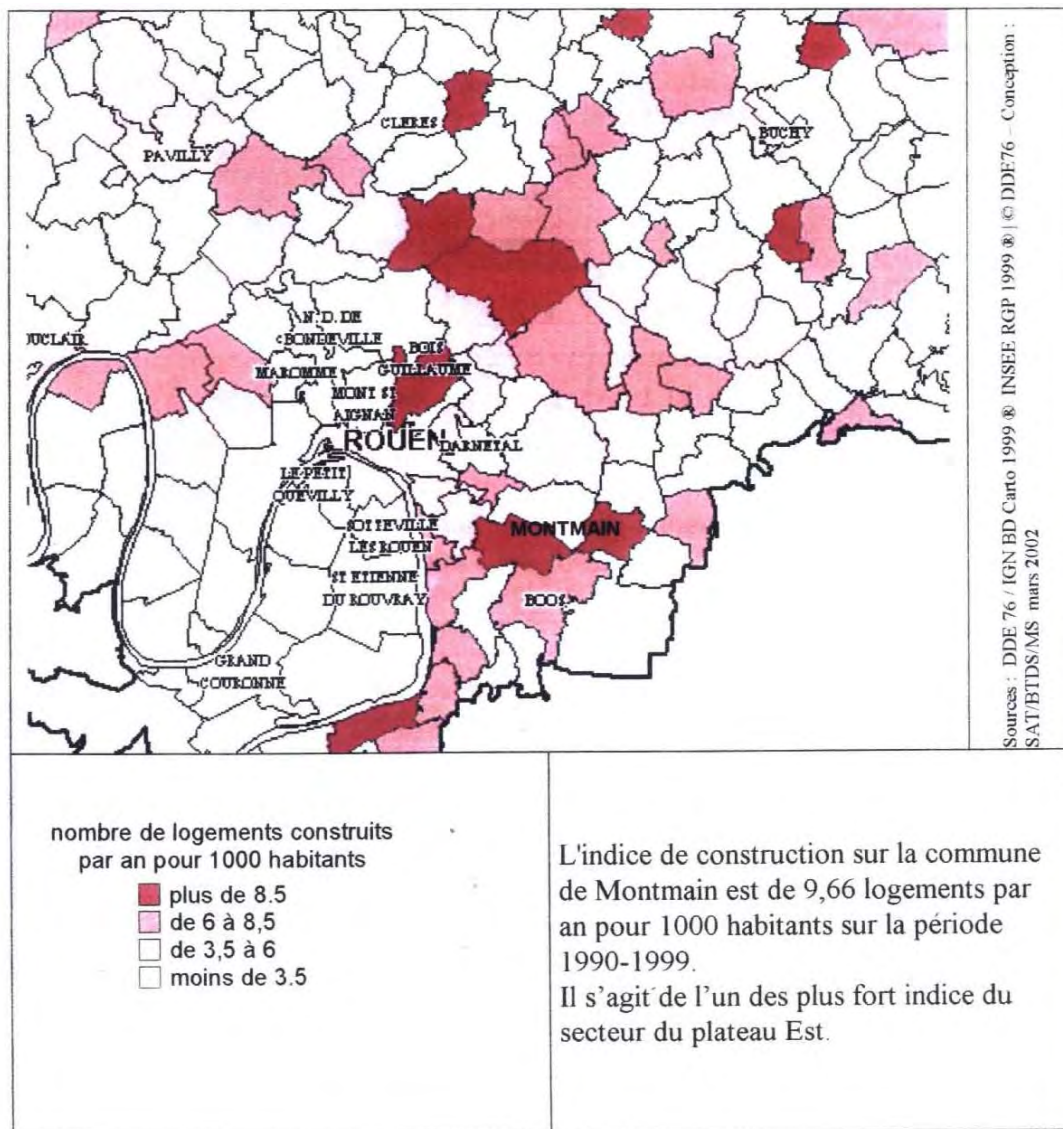 CLERES
BUCHY
PAVILLY
N.D.DE
BONDEVILLE
UCLAIR
BOIS
GUILLAUME
MAROMME
MONT ST
AIGNAN
ROUEN
DARNETAL
LE PETIT
QUEVILLY
SOTTEVILLE
LES ROUEN
MONTMAIN
ST ETIENNE
DU ROUVRAY
BOOS
GRAND
COURONNE
Sources : DDE 76 / IGN BD Carto 1999 ® INSEE RGP 1999 ® | © DDE76 – Conception :
SAT/BTDS/MS mars 2002
nombre de logements construits
par an pour 1000 habitants
plus de 8.5
de 6 à 8,5
de 3,5 à 6
moins de 3.5
L'indice de construction sur la commune
de Montmain est de 9,66 logements par
an pour 1000 habitants sur la période
1990-1999.
Il s’agit de l’un des plus fort indice du
secteur du plateau Est.